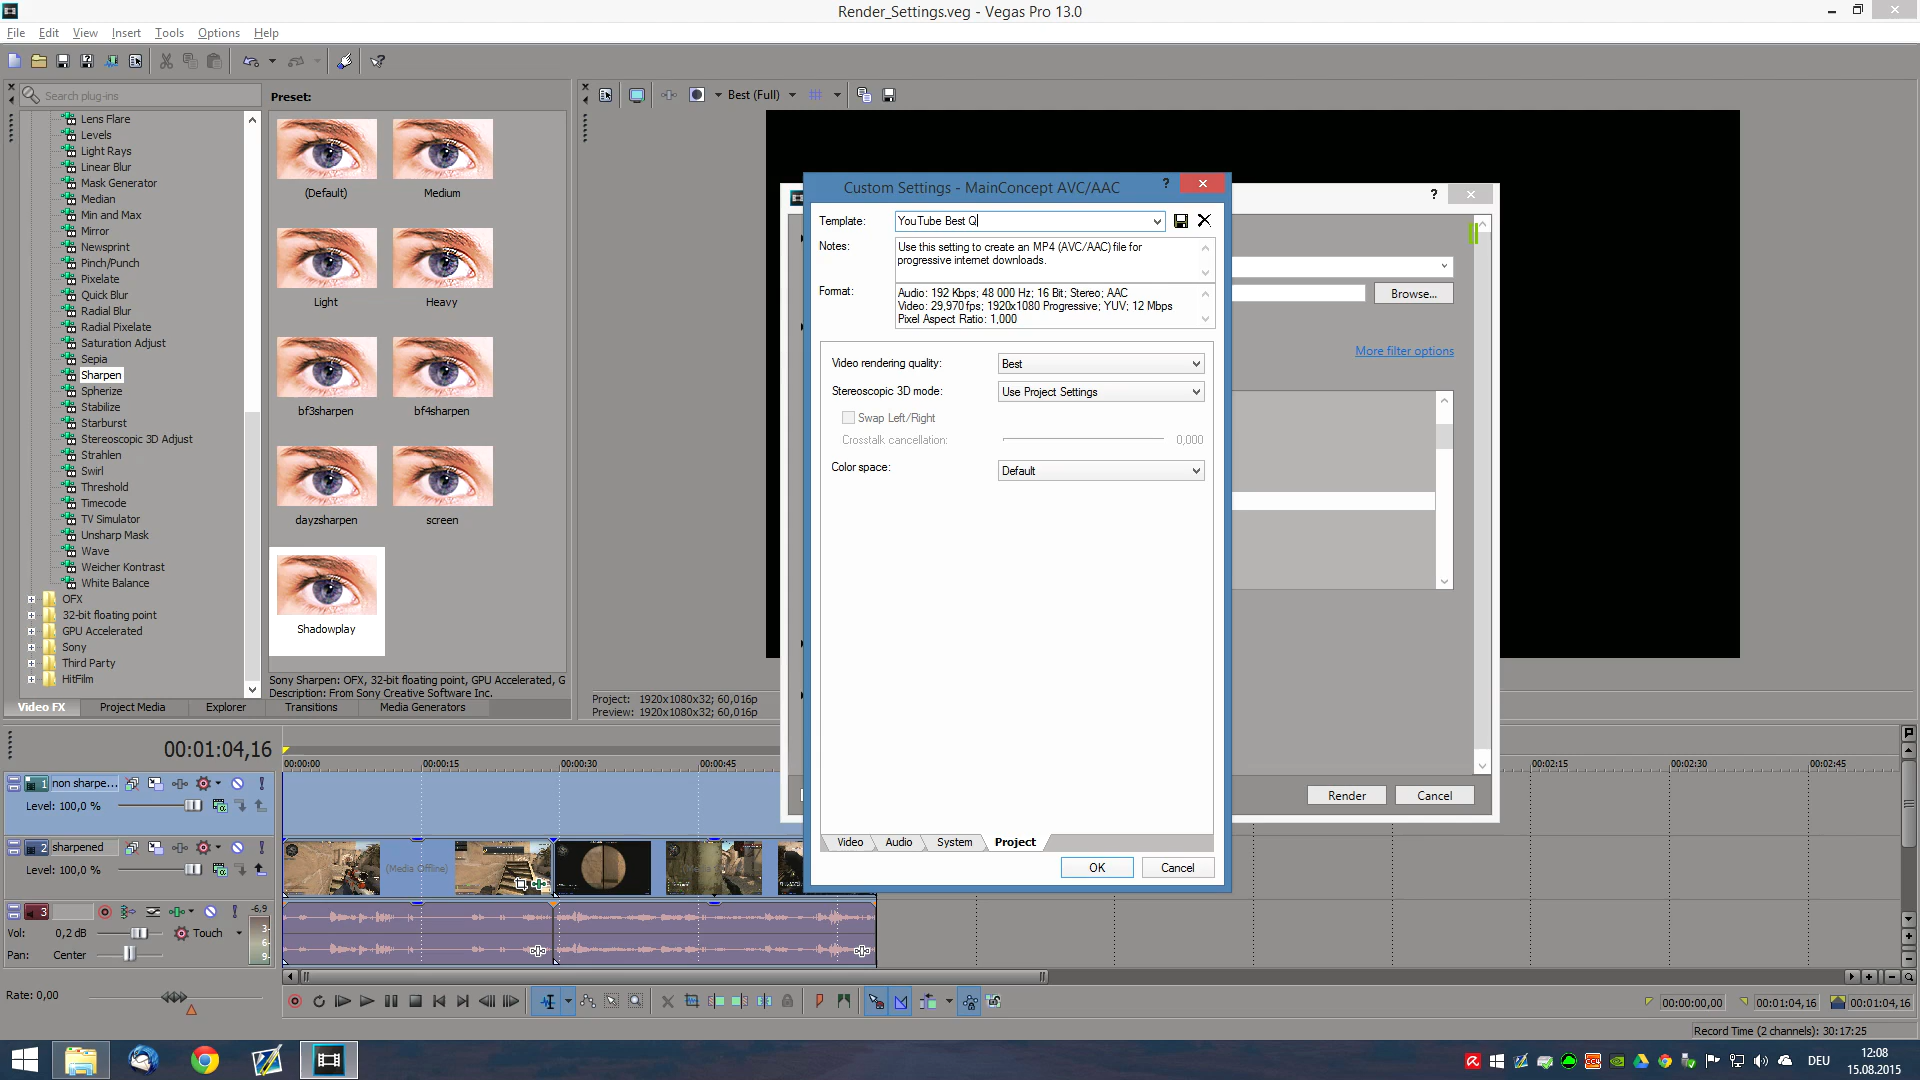 Render_Settings.veg - Vegas Pro 13.0
File Edit View Insert Tools Options Help
Search plug-ins
Lens Flare
Levels
Light Rays
Linear Blur
Mask Generator
Median
Min and Max
Mirror
Newsprint
Pinch/Punch
Pixelate
Quick Blur
Radial Blur
Radial Pixelate
Saturation Adjust
Sepia
Sharpen
Spherize
Stabilize
Starburst
Stereoscopic 3D Adjust
Strahlen
Swirl
Threshold
Timecode
TV Simulator
Unsharp Mask
Wave
Weicher Kontrast
White Balance
OFX
32-bit floating point
GPU Accelerated
Sony
Third Party
HitFilm
Preset:
(Default) Medium
Light Heavy
bf3sharpen bf4sharpen
dayzsharpen screen
Shadowplay
Sony Sharpen: OFX, 32-bit floating point, GPU Accelerated, G
Description: From Sony Creative Software Inc.
Video FX Project Media Explorer Transitions Media Generators
Best (Full)
Project: 1920x1080x32; 60,016p
Preview: 1920x1080x32; 60,016p
Custom Settings - MainConcept AVC/AAC ?
Template: YouTube Best Q
Notes: Use this setting to create an MP4 (AVC/AAC) file for
progressive internet downloads.
Format: Audio: 192 Kbps; 48 000 Hz; 16 Bit; Stereo; AAC
Video: 29,970 fps; 1920x1080 Progressive; YUV; 12 Mbps
Pixel Aspect Ratio: 1,000
Video rendering quality: Best
Stereoscopic 3D mode: Use Project Settings
Swap Left/Right
Crosstalk cancellation: 0,000
Color space: Default
Video Audio System Project
OK Cancel
?
Browse...
More filter options
Render Cancel
00:01:04,16
00:00:00 00:00:15 00:00:30 00:00:45 00:02:15 00:02:30 00:02:45
1 non sharpe...
Level: 100,0 %
2 sharpened
Level: 100,0 %
(Media Offline)
3 -6,9
Vol: 0,2 dB Touch 3-
6-
Pan: Center 9-
Rate: 0,00
00:00:00,00 00:01:04,16 00:01:04,16
Record Time (2 channels): 30:17:25
DEU
12:08
15.08.2015